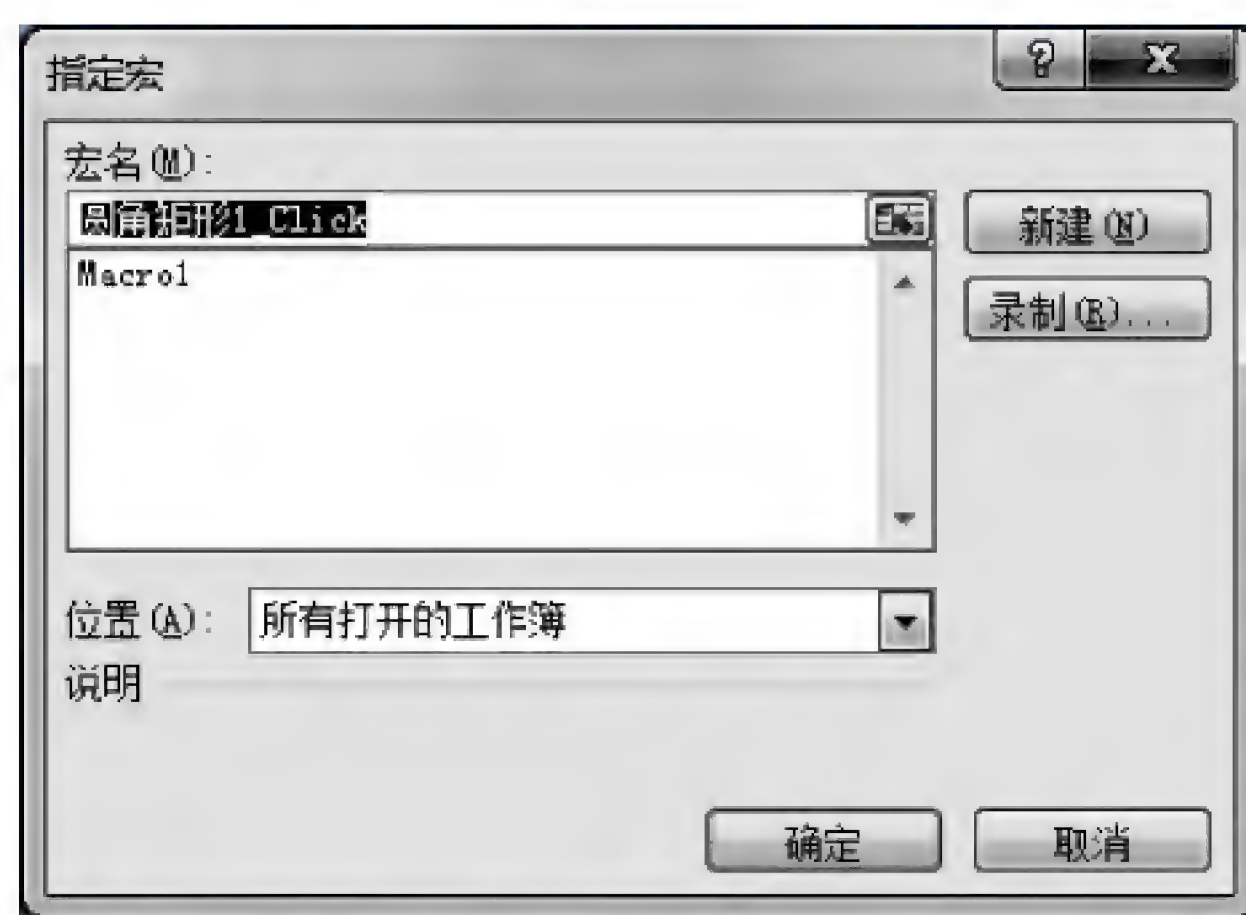 指定宏
宏名(M):
圆角矩形1_Click
新建(N)
Macro1
录制(R)...
位置(A): 所有打开的工作簿
说明
确定 取消